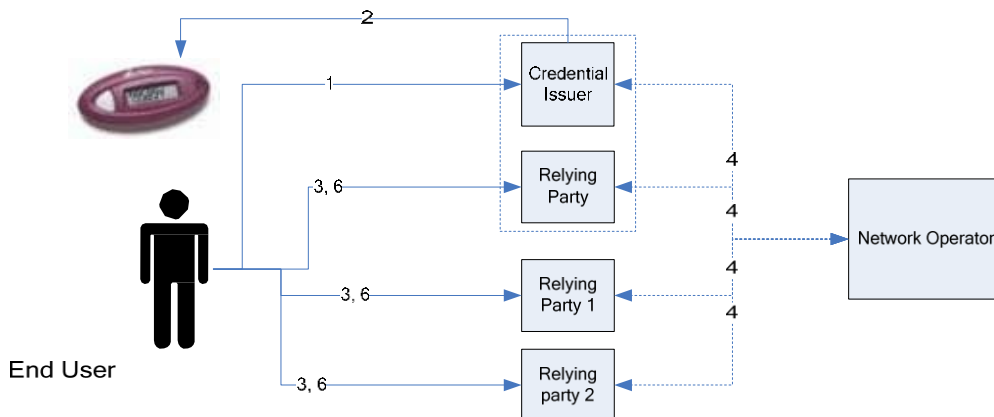 2
1
Credential
Issuer
4
3, 6
Relying
Party
4
Network Operator
4
3, 6
Relying
Party 1
4
End User
3, 6
Relying
party 2